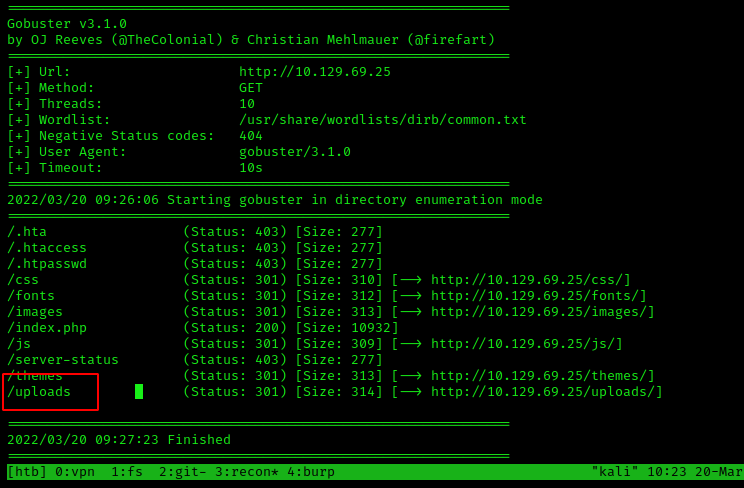 ===============================================================
Gobuster v3.1.0
by OJ Reeves (@TheColonial) & Christian Mehlmauer (@firefart)
===============================================================
[+] Url:                     http://10.129.69.25
[+] Method:                  GET
[+] Threads:                 10
[+] Wordlist:                /usr/share/wordlists/dirb/common.txt
[+] Negative Status codes:   404
[+] User Agent:              gobuster/3.1.0
[+] Timeout:                 10s
===============================================================
2022/03/20 09:26:06 Starting gobuster in directory enumeration mode
===============================================================
/.hta                 (Status: 403) [Size: 277]
/.htaccess            (Status: 403) [Size: 277]
/.htpasswd            (Status: 403) [Size: 277]
/css                  (Status: 301) [Size: 310] [--> http://10.129.69.25/css/]
/fonts                (Status: 301) [Size: 312] [--> http://10.129.69.25/fonts/]
/images               (Status: 301) [Size: 313] [--> http://10.129.69.25/images/]
/index.php            (Status: 200) [Size: 10932]
/js                   (Status: 301) [Size: 309] [--> http://10.129.69.25/js/]
/server-status        (Status: 403) [Size: 277]
/themes               (Status: 301) [Size: 313] [--> http://10.129.69.25/themes/]
/uploads              (Status: 301) [Size: 314] [--> http://10.129.69.25/uploads/]
===============================================================
2022/03/20 09:27:23 Finished
===============================================================
[htb] 0:vpn  1:fs  2:git- 3:recon* 4:burp "kali" 10:23 20-Mar